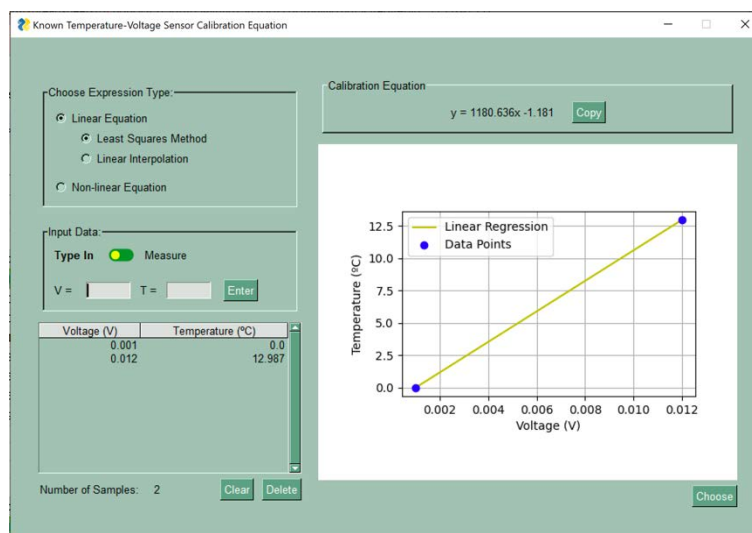 Known Temperature-Voltage Sensor Calibration Equation
Choose Expression Type:
Linear Equation
Least Squares Method
Linear Interpolation
Non-linear Equation
Input Data:
Type In Measure
V = T = Enter
Voltage (V) Temperature (ºC)
0.001 0.0
0.012 12.987
Number of Samples: 2 Clear Delete
Calibration Equation
y = 1180.636x -1.181 Copy
Linear Regression
Data Points
Temperature (ºC)
12.5
10.0
7.5
5.0
2.5
0.0
0.002 0.004 0.006 0.008 0.010 0.012
Voltage (V)
Choose